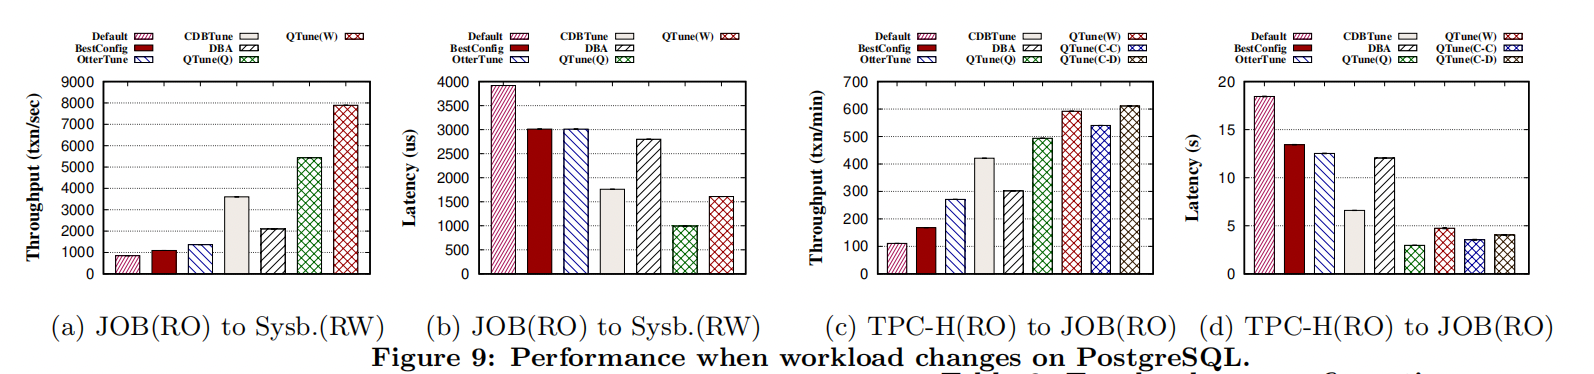 Default CDBTune QTune(W)
BestConfig DBA
OtterTune QTune(Q)
Throughput (txn/sec)
9000
8000
7000
6000
5000
4000
3000
2000
1000
0
(a) JOB(RO) to Sysb.(RW)
Default CDBTune QTune(W)
BestConfig DBA
OtterTune QTune(Q)
Latency (us)
4000
3500
3000
2500
2000
1500
1000
500
0
(b) JOB(RO) to Sysb.(RW)
Default CDBTune QTune(W)
BestConfig DBA QTune(C-C)
OtterTune QTune(Q) QTune(C-D)
Throughput (txn/min)
700
600
500
400
300
200
100
0
(c) TPC-H(RO) to JOB(RO)
Default CDBTune QTune(W)
BestConfig DBA QTune(C-C)
OtterTune QTune(Q) QTune(C-D)
Latency (s)
20
15
10
5
0
(d) TPC-H(RO) to JOB(RO)
Figure 9: Performance when workload changes on PostgreSQL.